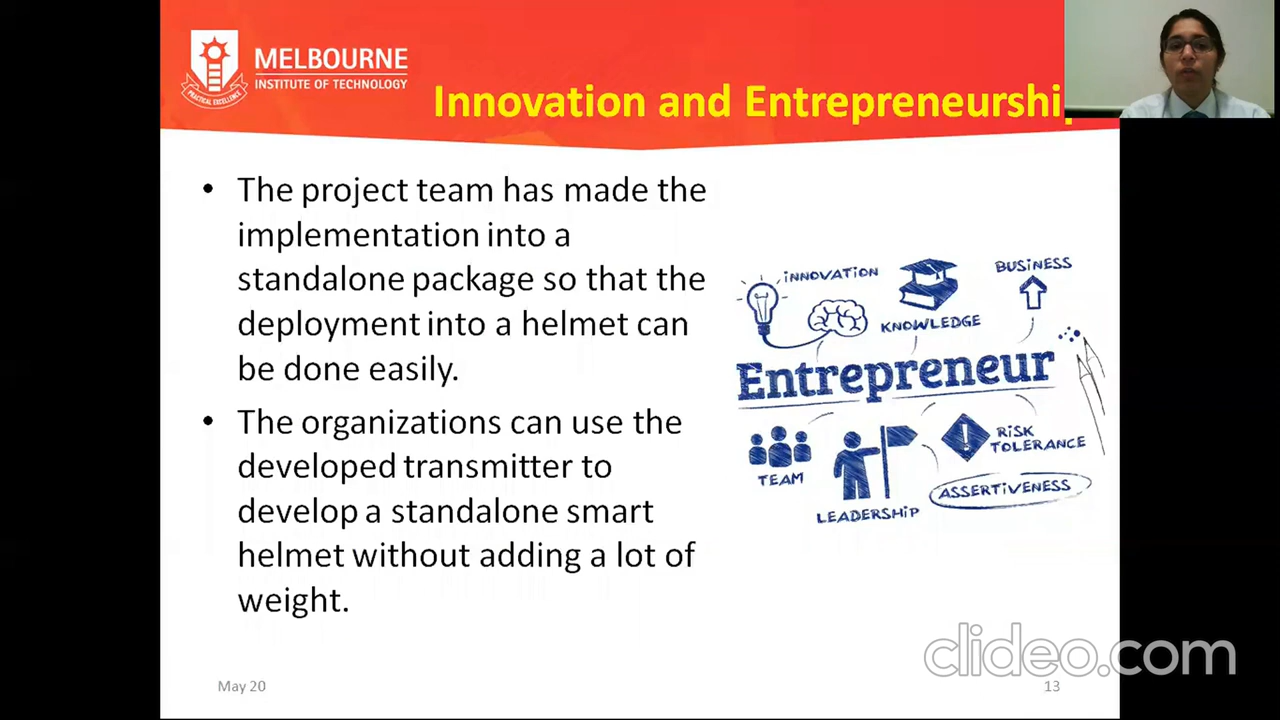 MELBOURNE
INSTITUTE OF TECHNOLOGY
PRACTICAL EXCELLENCE
Innovation and Entrepreneurship
• The project team has made the
implementation into a
standalone package so that the
deployment into a helmet can
be done easily.
• The organizations can use the
developed transmitter to
develop a standalone smart
helmet without adding a lot of
weight.
INNOVATION
KNOWLEDGE
BUSINESS
Entrepreneur
TEAM
LEADERSHIP
RISK
TOLERANCE
ASSERTIVENESS
clideo.com
May 20
13